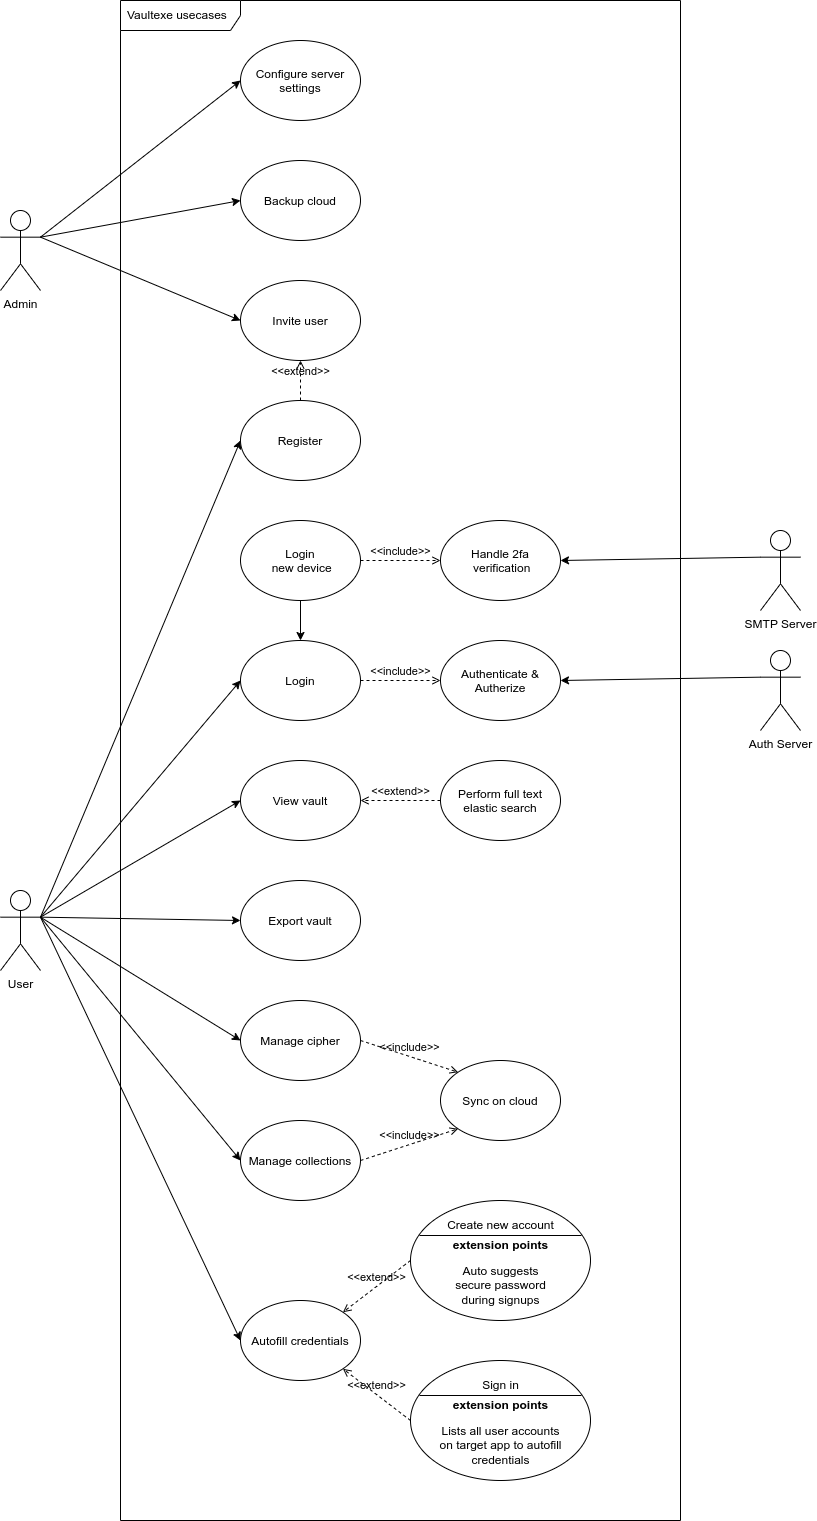 Vaultexe usecases
Configure server
settings
Backup cloud
Admin
Invite user
<<extend>>
Register
Login
new device
<<include>>
Handle 2fa
verification
SMTP Server
Login
<<include>>
Authenticate &
Autherize
Auth Server
View vault
<<extend>>
Perform full text
elastic search
Export vault
User
Manage cipher
<<include>>
Sync on cloud
<<include>>
Manage collections
Create new account
extension points
Auto suggests
secure password
during signups
<<extend>>
Autofill credentials
<<extend>>
Sign in
extension points
Lists all user accounts
on target app to autofill
credentials